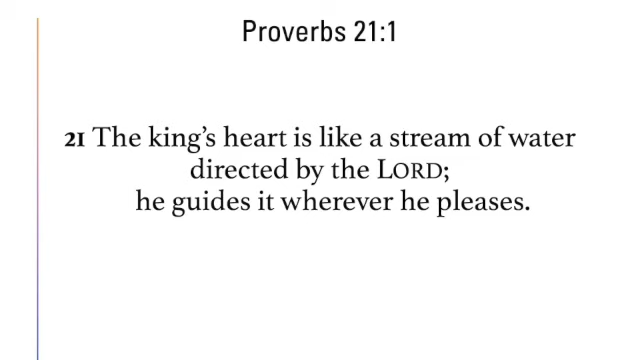 Proverbs 21:1
21 The king’s heart is like a stream of water
directed by the LORD;
he guides it wherever he pleases.